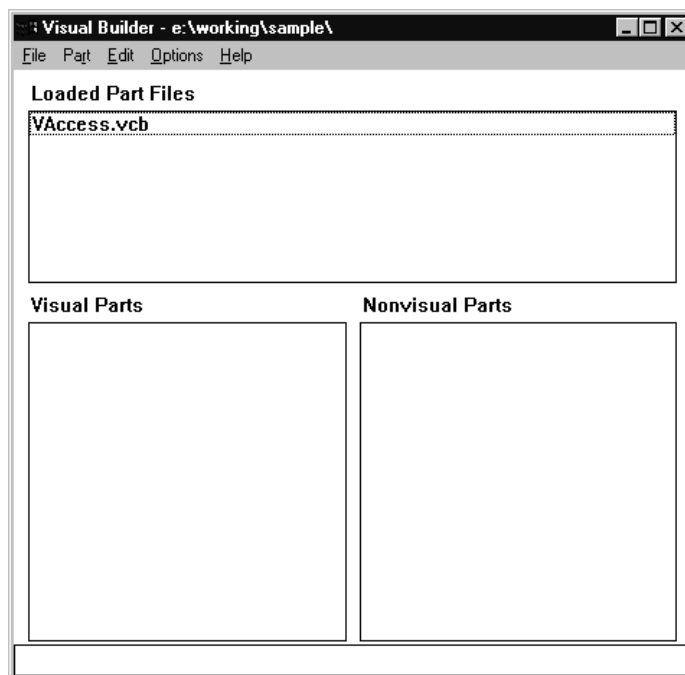 Visual Builder - e:\working\sample\
File Part Edit Options Help
Loaded Part Files
VAccess.vcb
Visual Parts
Nonvisual Parts